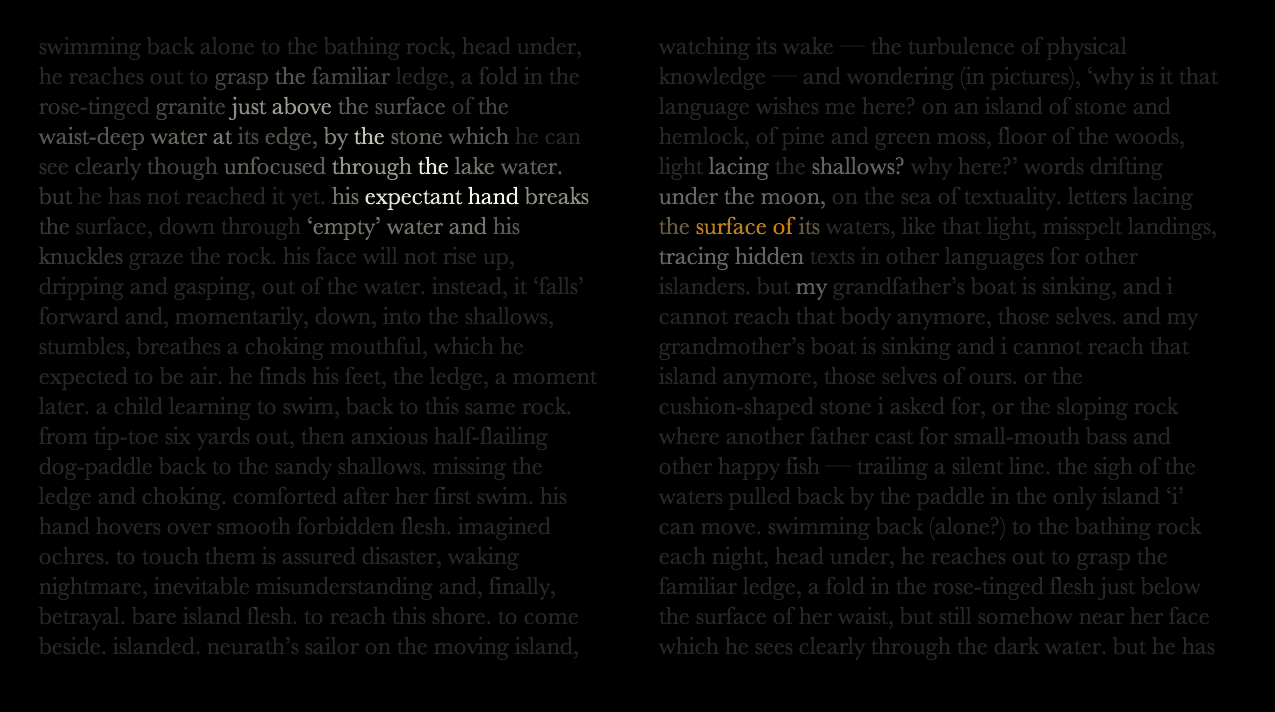 swimming back alone to the bathing rock, head under,
he reaches out to grasp the familiar ledge, a fold in the
rose-tinged granite just above the surface of the
waist-deep water at its edge, by the stone which he can
see clearly though unfocused through the lake water.
but he has not reached it yet. his expectant hand breaks
the surface, down through ‘empty’ water and his
knuckles graze the rock. his face will not rise up,
dripping and gasping, out of the water. instead, it ‘falls’
forward and, momentarily, down, into the shallows,
stumbles, breathes a choking mouthful, which he
expected to be air. he finds his feet, the ledge, a moment
later. a child learning to swim, back to this same rock.
from tip-toe six yards out, then anxious half-flailing
dog-paddle back to the sandy shallows. missing the
ledge and choking. comforted after her first swim. his
hand hovers over smooth forbidden flesh. imagined
ochres. to touch them is assured disaster, waking
nightmare, inevitable misunderstanding and, finally,
betrayal. bare island flesh. to reach this shore. to come
beside. islanded. neurath’s sailor on the moving island,
watching its wake — the turbulence of physical
knowledge — and wondering (in pictures), ‘why is it that
language wishes me here? on an island of stone and
hemlock, of pine and green moss, floor of the woods,
light lacing the shallows? why here?’ words drifting
under the moon, on the sea of textuality. letters lacing
the surface of its waters, like that light, misspelt landings,
tracing hidden texts in other languages for other
islanders. but my grandfather’s boat is sinking, and i
cannot reach that body anymore, those selves. and my
grandmother’s boat is sinking and i cannot reach that
island anymore, those selves of ours. or the
cushion-shaped stone i asked for, or the sloping rock
where another father cast for small-mouth bass and
other happy fish — trailing a silent line. the sigh of the
waters pulled back by the paddle in the only island ‘i’
can move. swimming back (alone?) to the bathing rock
each night, head under, he reaches out to grasp the
familiar ledge, a fold in the rose-tinged flesh just below
the surface of her waist, but still somehow near her face
which he sees clearly through the dark water. but he has